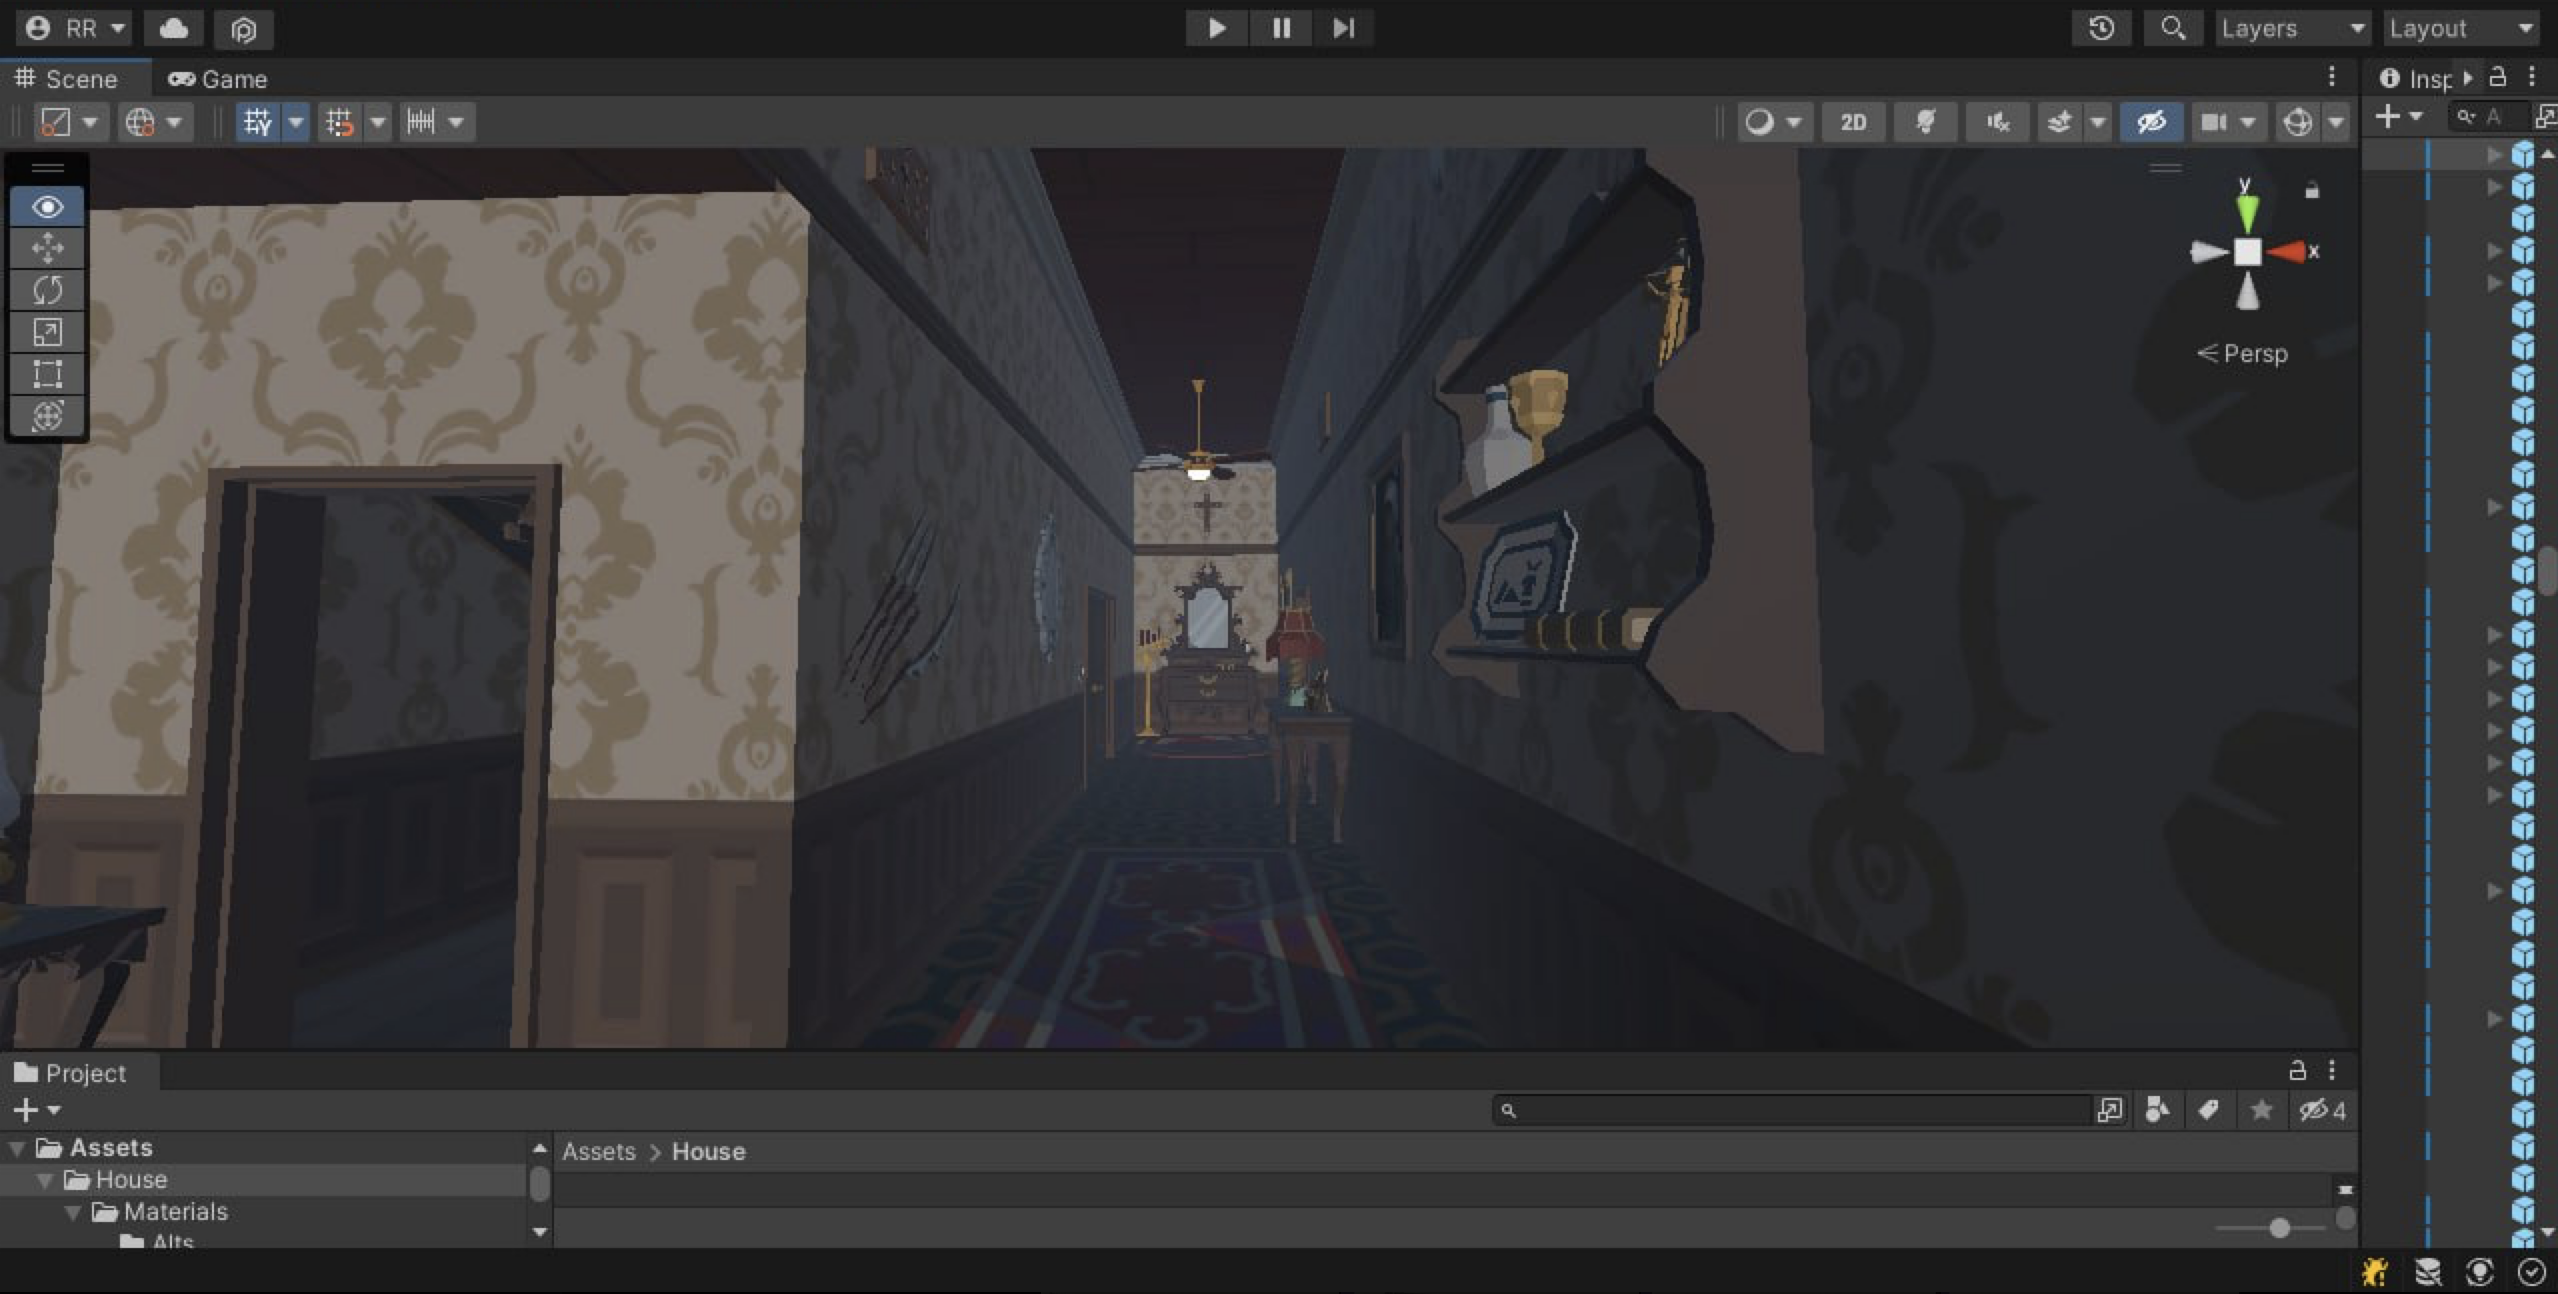 RR
Layers
Layout
Scene
Game
Insp
2D
A
y
x
Persp
Project
4
Assets
Assets > House
House
Materials
Alts